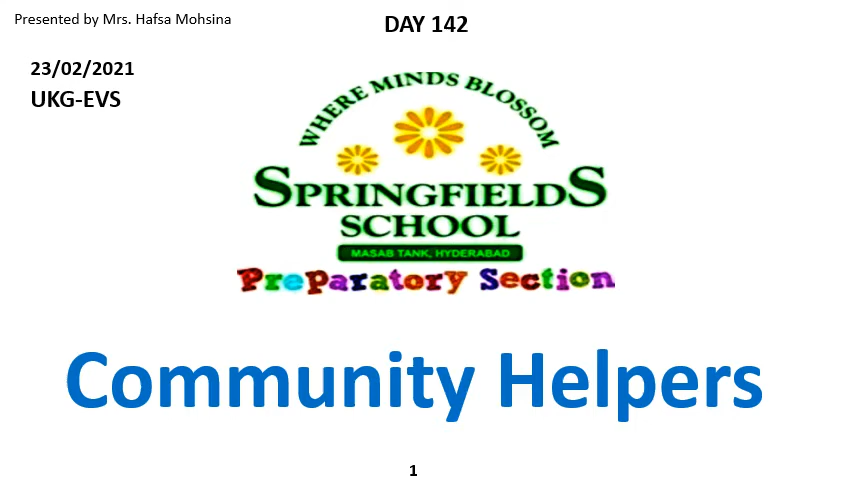 Presented by Mrs. Hafsa Mohsina
DAY 142
23/02/2021
UKG-EVS
WHERE MINDS BLOSSOM
SPRINGFIELDS
SCHOOL
MASAB TANK, HYDERABAD
PreParatory Section
Community Helpers
1